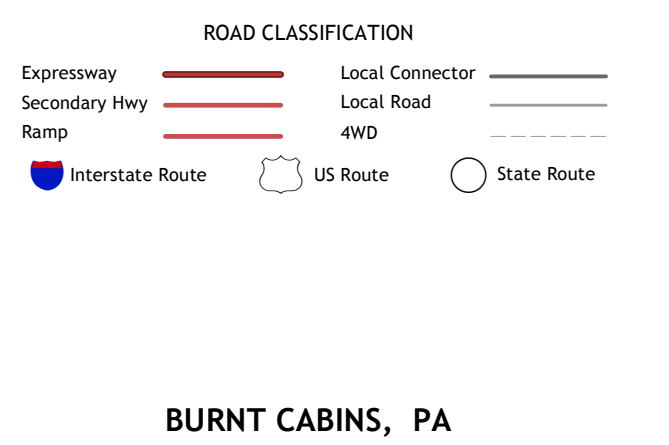 ROAD CLASSIFICATION
Expressway
Local Connector
Secondary Hwy
Local Road
Ramp
4WD
Interstate Route
US Route
State Route
BURNT CABINS, PA